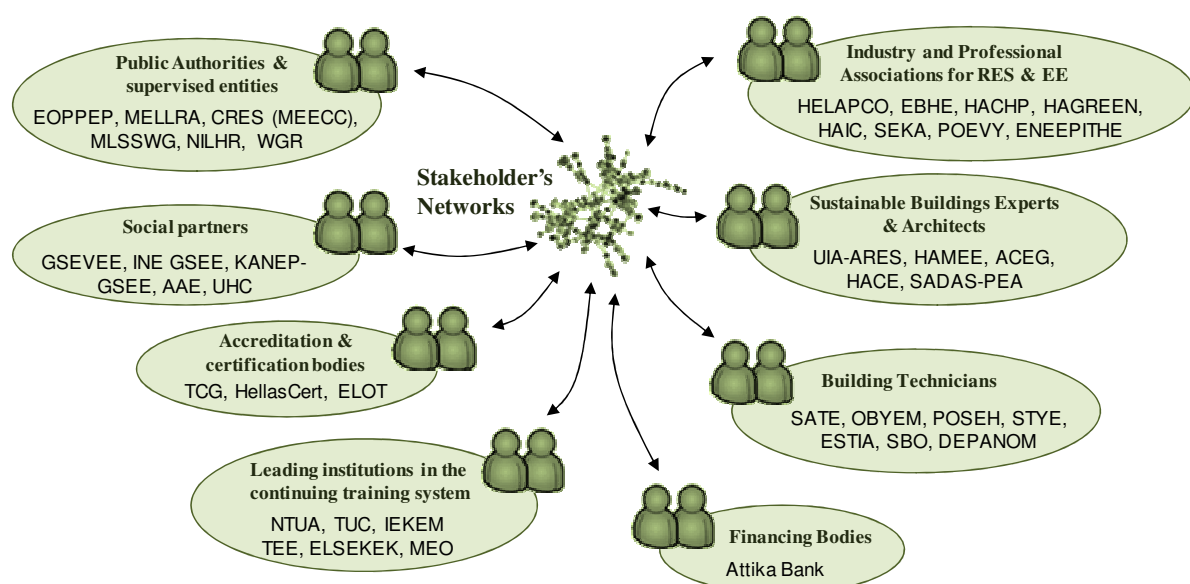 Public Authorities &
supervised entities
EOPPEP, MELLRA, CRES (MEECC),
MLSSWG, NILHR, WGR
Industry and Professional
Associations for RES & EE
HELAPCO, EBHE, HACHP, HAGREEN,
HAIC, SEKA, POEVY, ENEEPITHE
Stakeholder's
Networks
Social partners
GSEVEE, INE GSEE, KANEP-
GSEE, AAE, UHC
Sustainable Buildings Experts
& Architects
UIA-ARES, HAMEE, ACEG,
HACE, SADAS-PEA
Accreditation &
certification bodies
TCG, HellasCert, ELOT
Building Technicians
SATE, OBYEM, POSEH, STYE,
ESTIA, SBO, DEPANOM
Leading institutions in the
continuing training system
NTUA, TUC, IEKEM
TEE, ELSEKEK, MEO
Financing Bodies
Attika Bank